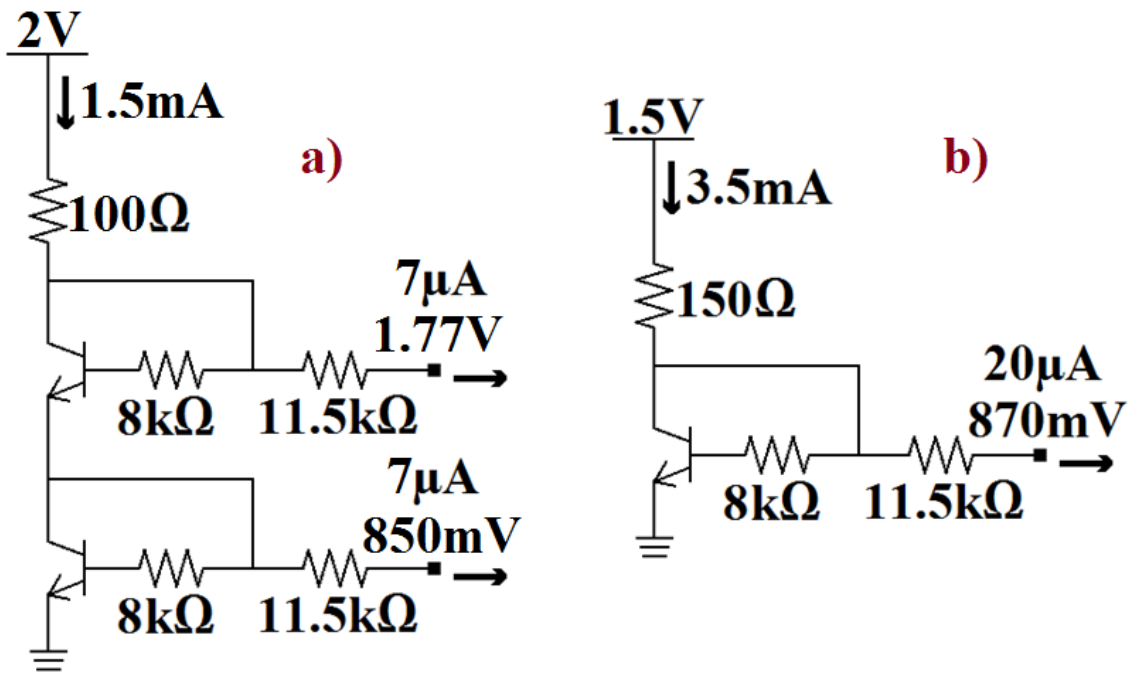 2V
1.5mA
a)
100Ω
7μA
1.77V
8kΩ
11.5kΩ
7μA
850mV
8kΩ
11.5kΩ
1.5V
b)
3.5mA
150Ω
20μA
870mV
8kΩ
11.5kΩ